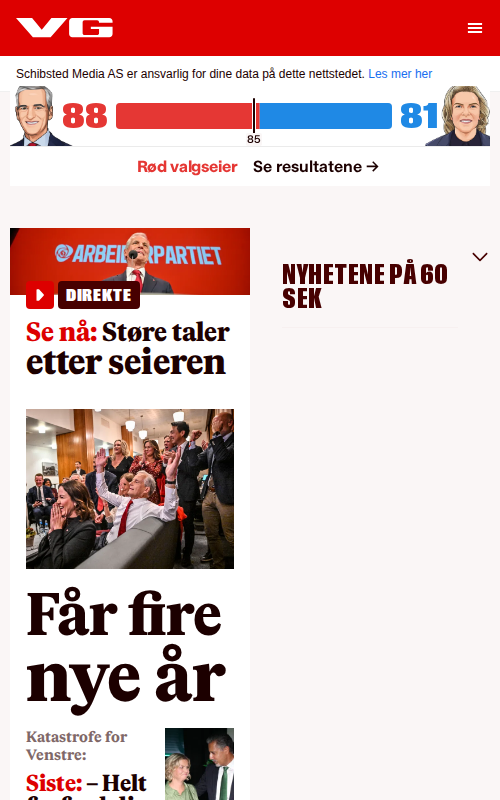 VG
Schibsted Media AS er ansvarlig for dine data på dette nettstedet. Les mer her
88
81
85
Rød valgseier Se resultatene →
ARBEIDERPARTIET
DIREKTE
Se nå: Støre taler
etter seieren
NYHETENE PÅ 60
SEK
Får fire
nye år
Katastrofe for
Venstre:
Siste: – Helt